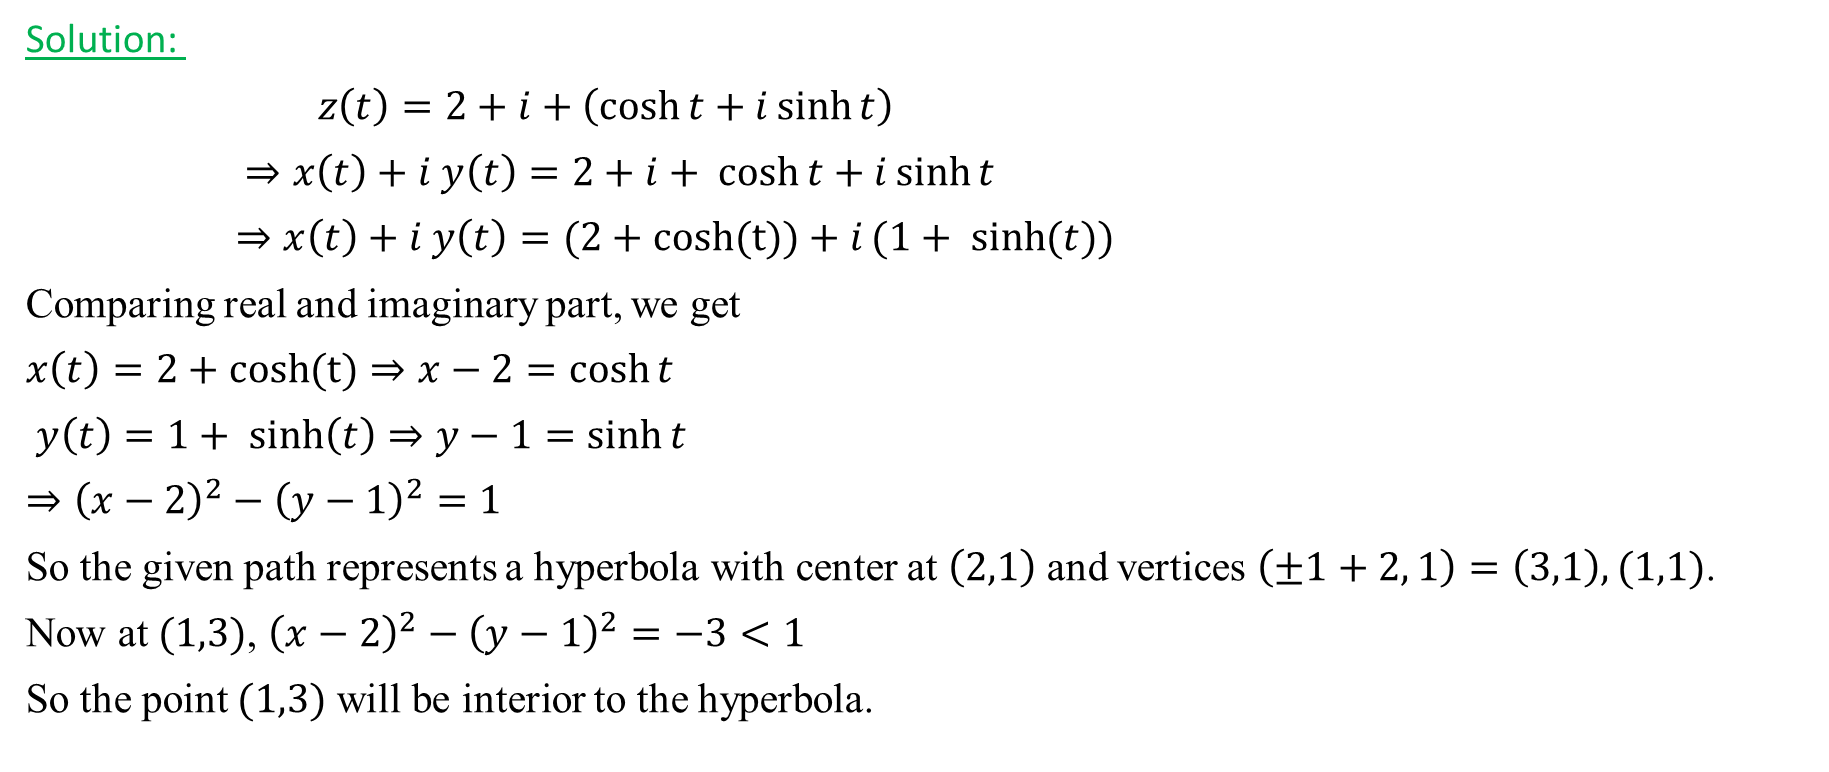 Solution:
z(t) = 2 + i + (cosh t + i sinh t)
⇒ x(t) + i y(t) = 2 + i + cosh t + i sinh t
⇒ x(t) + i y(t) = (2 + cosh(t)) + i (1 + sinh(t))
Comparing real and imaginary part, we get
x(t) = 2 + cosh(t) ⇒ x − 2 = cosh t
y(t) = 1 + sinh(t) ⇒ y − 1 = sinh t
⇒ (x − 2)² − (y − 1)² = 1
So the given path represents a hyperbola with center at (2,1) and vertices (±1 + 2, 1) = (3,1), (1,1).
Now at (1,3), (x − 2)² − (y − 1)² = −3 < 1
So the point (1,3) will be interior to the hyperbola.